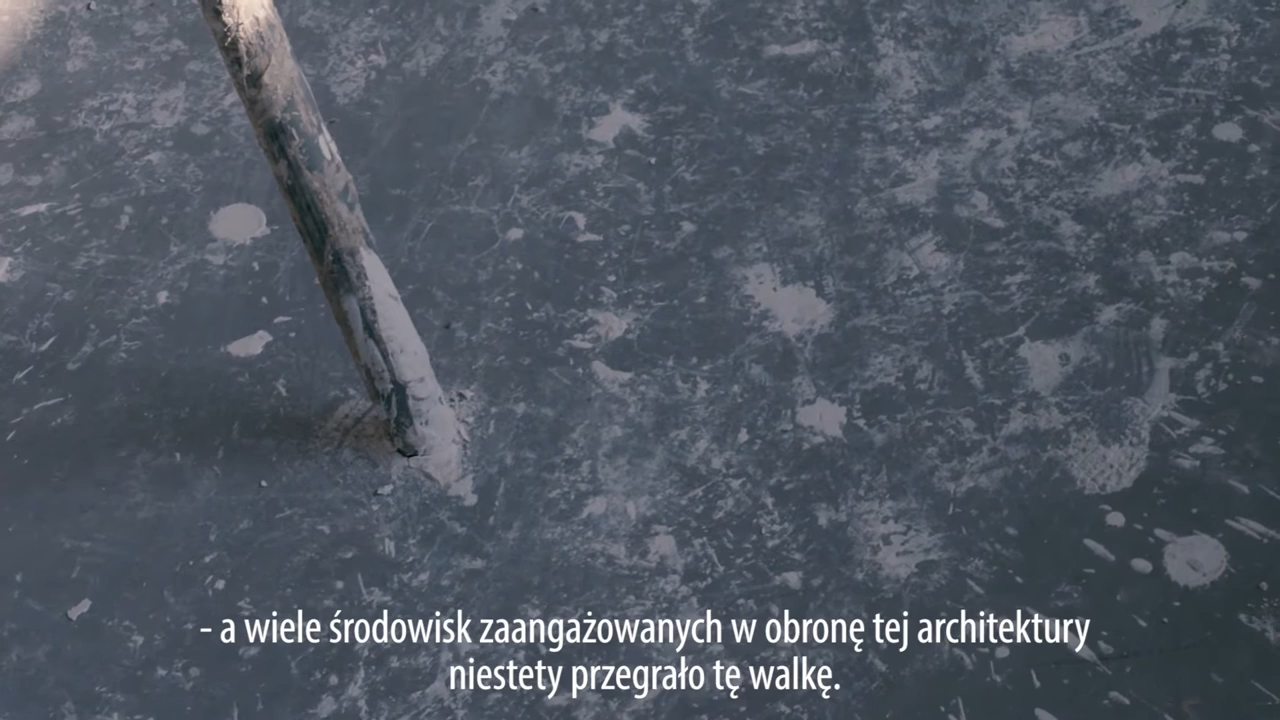 - a wiele środowisk zaangażowanych w obronę tej architektury
niestety przegrało tę walkę.